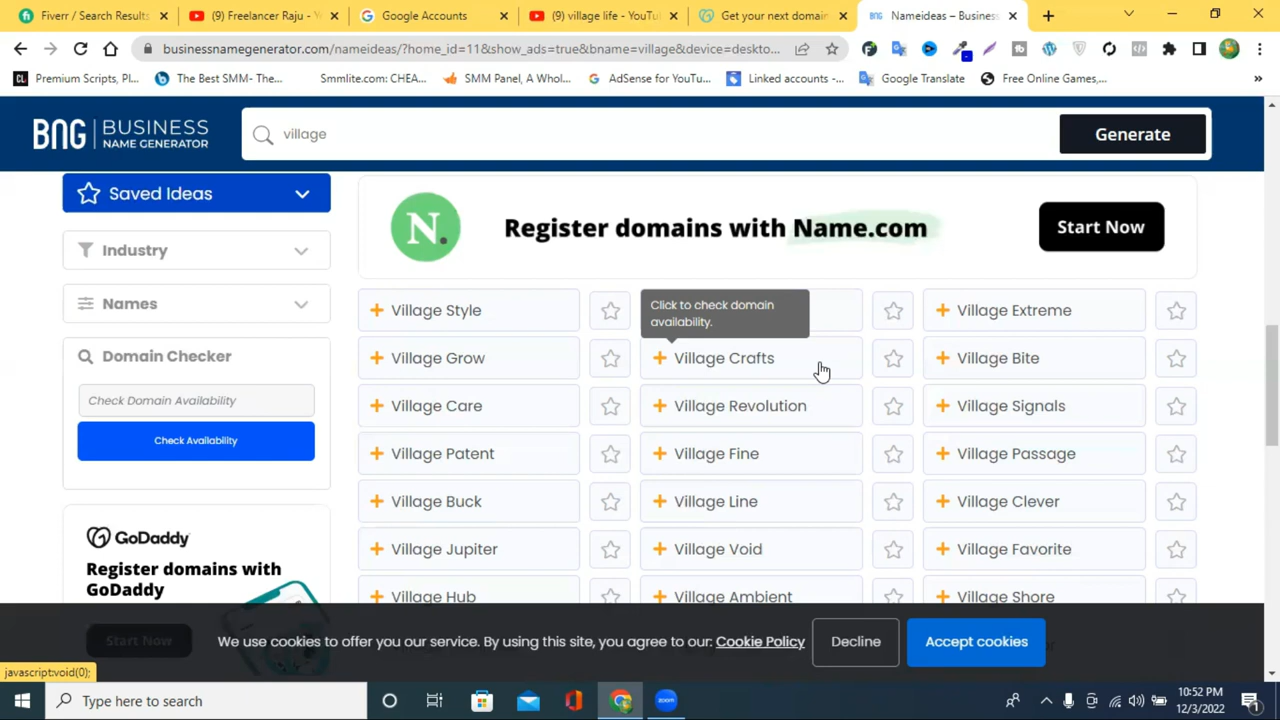 Fiverr / Search Results
(9) Freelancer Raju - Y
Google Accounts
(9) village life - YouTu
Get your next domai
Nameideas – Busines
businessnamegenerator.com/nameideas/?home_id=11&show_ads=true&bname=village&device=deskto...
Premium Scripts, Pl...
The Best SMM- The...
Smmlite.com: CHEA...
SMM Panel, A Whol...
AdSense for YouTu...
Linked accounts -...
Google Translate
Free Online Games,...
»
BNG BUSINESS
NAME GENERATOR
village
Generate
Saved Ideas
Industry
Names
Domain Checker
Check Domain Availability
Check Availability
GoDaddy
Register domains with
GoDaddy
Start Now
N.
Register domains with Name.com
Start Now
Click to check domain
availability.
+ Village Style
+ Village Extreme
+ Village Grow
+ Village Crafts
+ Village Bite
+ Village Care
+ Village Revolution
+ Village Signals
+ Village Patent
+ Village Fine
+ Village Passage
+ Village Buck
+ Village Line
+ Village Clever
+ Village Jupiter
+ Village Void
+ Village Favorite
+ Village Hub
+ Village Ambient
+ Village Shore
We use cookies to offer you our service. By using this site, you agree to our: Cookie Policy
Decline
Accept cookies
javascript:void(0);
Type here to search
zoom
10:52 PM
12/3/2022
1